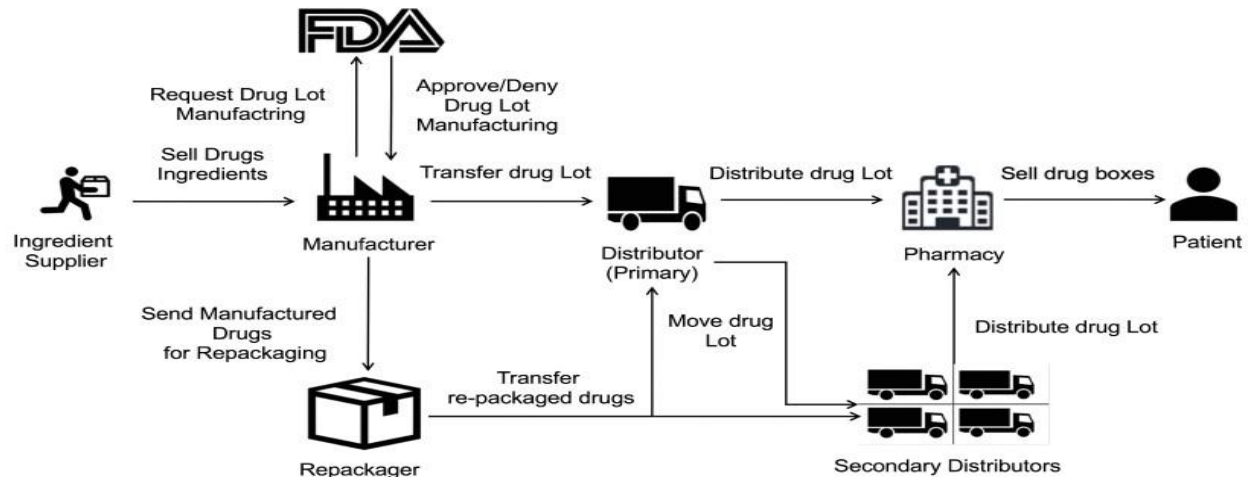 FDA
Request Drug Lot
Manufactring
Approve/Deny
Drug Lot
Manufacturing
Sell Drugs
Ingredients
Transfer drug Lot
Distribute drug Lot
Sell drug boxes
Ingredient
Supplier
Manufacturer
Distributor
(Primary)
Pharmacy
Patient
Send Manufactured
Drugs
for Repackaging
Move drug
Lot
Distribute drug Lot
Transfer
re-packaged drugs
Repackager
Secondary Distributors